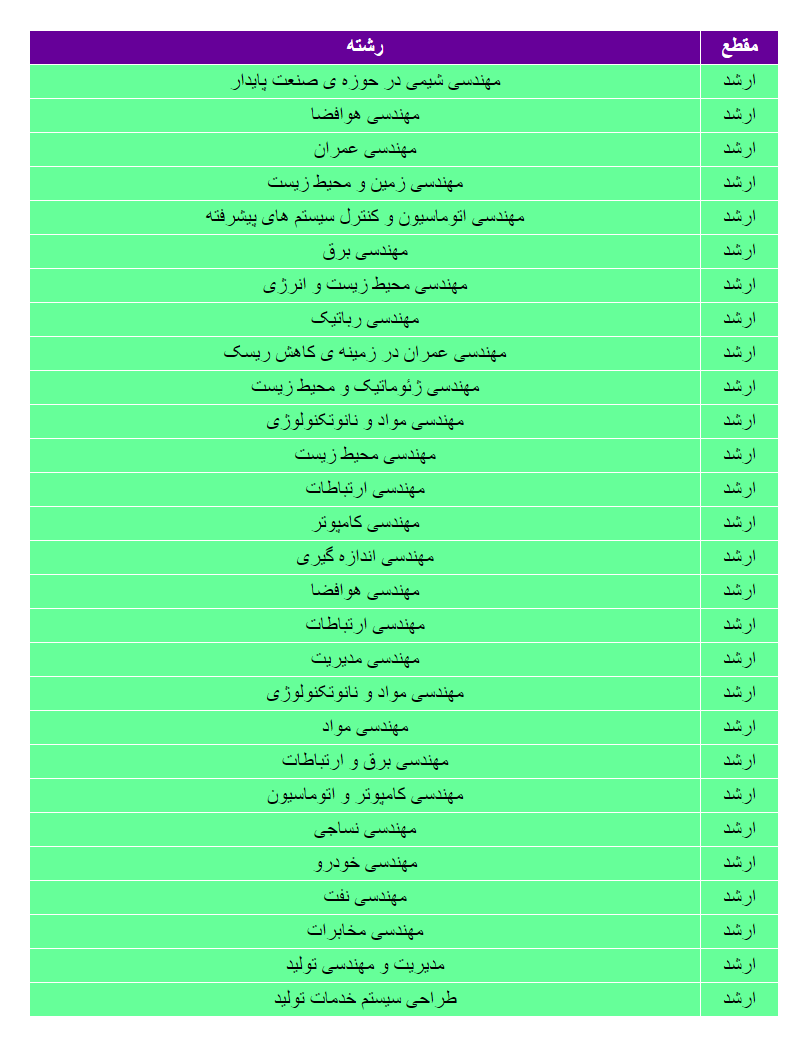 مقطع رشته
ارشد مهندسی شیمی در حوزه ی صنعت پایدار
ارشد مهندسی هوافضا
ارشد مهندسی عمران
ارشد مهندسی زمین و محیط زیست
ارشد مهندسی اتوماسیون و کنترل سیستم های پیشرفته
ارشد مهندسی برق
ارشد مهندسی محیط زیست و انرژی
ارشد مهندسی رباتیک
ارشد مهندسی عمران در زمینه ی کاهش ریسک
ارشد مهندسی ژئوماتیک و محیط زیست
ارشد مهندسی مواد و نانوتکنولوژی
ارشد مهندسی محیط زیست
ارشد مهندسی ارتباطات
ارشد مهندسی کامپوتر
ارشد مهندسی اندازه گیری
ارشد مهندسی هوافضا
ارشد مهندسی ارتباطات
ارشد مهندسی مدیریت
ارشد مهندسی مواد و نانوتکنولوژی
ارشد مهندسی مواد
ارشد مهندسی برق و ارتباطات
ارشد مهندسی کامپوتر و اتوماسیون
ارشد مهندسی نساجی
ارشد مهندسی خودرو
ارشد مهندسی نفت
ارشد مهندسی مخابرات
ارشد مدیریت و مهندسی تولید
ارشد طراحی سیستم خدمات تولید